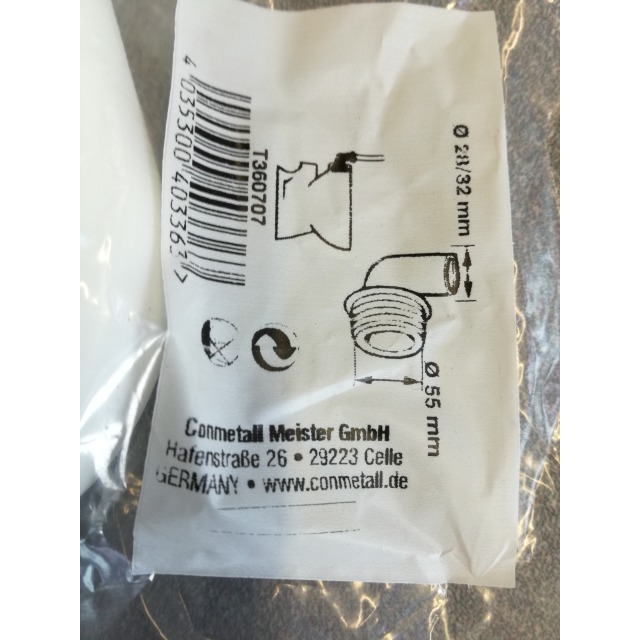 4 035300 40336
T360707
Ø 28/32 mm
Ø 55 mm
Conmetall Meister GmbH
Hafenstraße 26 • 29223 Celle
GERMANY • www.conmetall.de